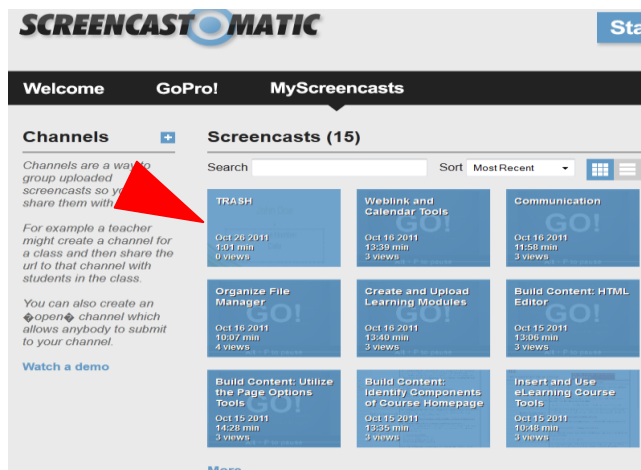 SCREENCAST O MATIC
Sta
Welcome
GoPro!
MyScreencasts
Channels
Channels are a way to
group uploaded
screencasts so yo
share them with
For example a teacher
might create a channel for
a class and then share the
url to that channel with
students in the class.
You can also create an
�open� channel which
allows anybody to submit
to your channel.
Watch a demo
Screencasts (15)
Search
Sort Most Recent
TRASH
Oct 26 2011
1:01 min
0 views
Weblink and
Calendar Tools
GO!
Oct 16 2011
13:39 min
3 views
Communication
GO!
Oct 16 2011
11:58 min
3 views
Organize File
Manager
GO!
Oct 16 2011
10:07 min
4 views
Create and Upload
Learning Modules
GO!
Oct 16 2011
13:40 min
3 views
Build Content: HTML
Editor
GO!
Oct 15 2011
13:06 min
3 views
Build Content: Utilize
the Page Options
Tools
GO!
Oct 15 2011
14:28 min
3 views
Build Content:
Identify Components
of Course Homepage
Oct 15 2011
13:35 min
3 views
Insert and Use
eLearning Course
Tools
Oct 15 2011
10:48 min
3 views
More